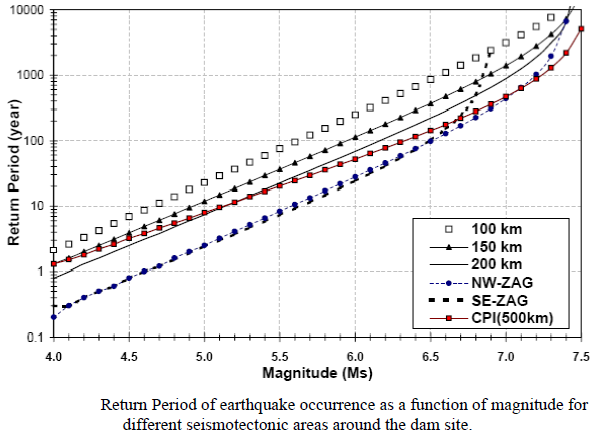 Return Period (year)
10000
1000
100
10
1
0.1
4.0 4.5 5.0 5.5 6.0 6.5 7.0 7.5
Magnitude (Ms)
100 km
150 km
200 km
NW-ZAG
SE-ZAG
CPI(500km)
Return Period of earthquake occurrence as a function of magnitude for
different seismotectonic areas around the dam site.